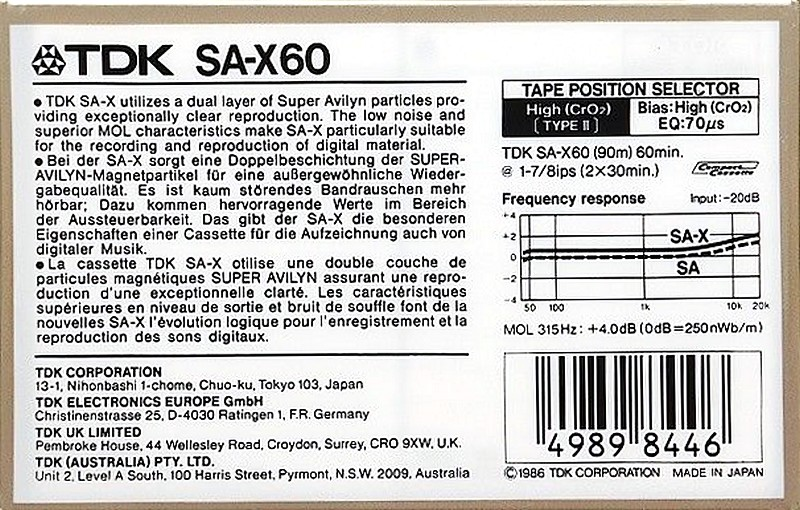 TDK SA-X60
• TDK SA-X utilizes a dual layer of Super Avilyn particles pro-
viding exceptionally clear reproduction. The low noise and
superior MOL characteristics make SA-X particularly suitable
for the recording and reproduction of digital material.
• Bei der SA-X sorgt eine Doppelbeschichtung der SUPER-
AVILYN-Magnetpartikel für eine außergewöhnliche Wieder-
gabequalität. Es ist kaum störendes Bandrauschen mehr
hörbar; Dazu kommen hervorragende Werte im Bereich
der Aussteuerbarkeit. Das gibt der SA-X die besonderen
Eigenschaften einer Cassette für die Aufzeichnung auch von
digitaler Musik.
• La cassette TDK SA-X otilise une double couche de
particules magnétiques SUPER AVILYN assurant une repro-
duction d'une exceptionnelle clarté. Les caractéristiques
supérieures en niveau de sortie et bruit de souffle font de la
nouvelles SA-X l'évolution logique pour l'enregistrement et la
reproduction des sons digitaux.
TDK CORPORATION
13-1, Nihonbashi 1-chome, Chuo-ku, Tokyo 103, Japan
TDK ELECTRONICS EUROPE GmbH
Christinenstrasse 25, D-4030 Ratingen 1, F.R. Germany
TDK UK LIMITED
Pembroke House, 44 Wellesley Road, Croydon, Surrey, CRO 9XW, U.K.
TDK (AUSTRALIA) PTY. LTD.
Unit 2, Level A South, 100 Harris Street, Pyrmont, N.S.W. 2009, Australia
TAPE POSITION SELECTOR
High (CrO₂) Bias: High (CrO₂)
[TYPE II] EQ: 70µs
TDK SA-X60 (90m) 60min.
@ 1-7/8ips (2×30min.)
Compact Cassette
Frequency response Input: -20dB
+4
+2
0
-2
-4
SA-X
SA
50 100 1k 10k 20k
MOL 315Hz: +4.0dB (0dB=250nWb/m)
4989 8446
©1986 TDK CORPORATION MADE IN JAPAN